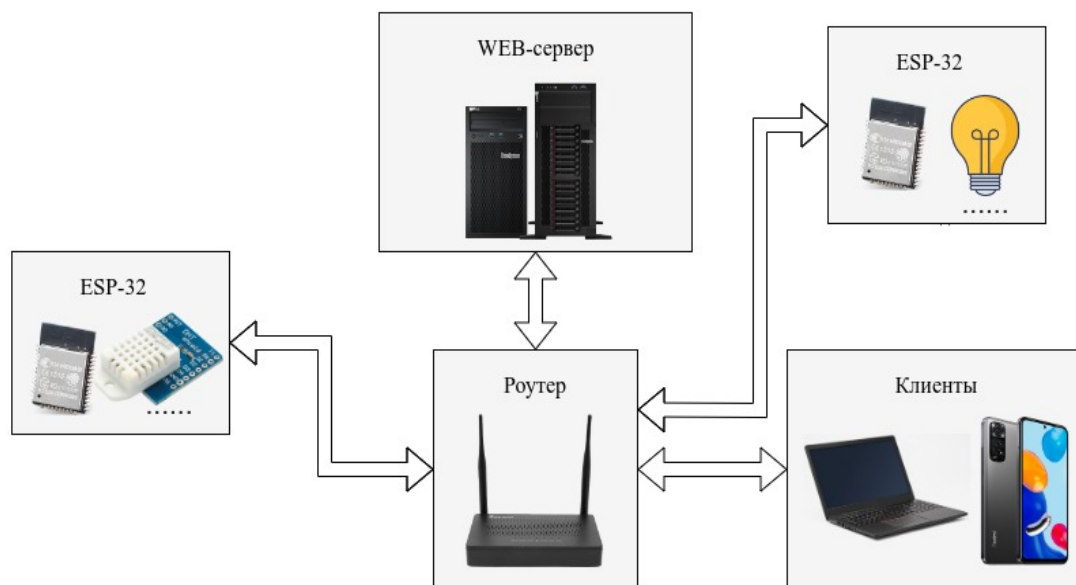 WEB-сервер
ESP-32
......
ESP-32
......
Роутер
Клиенты